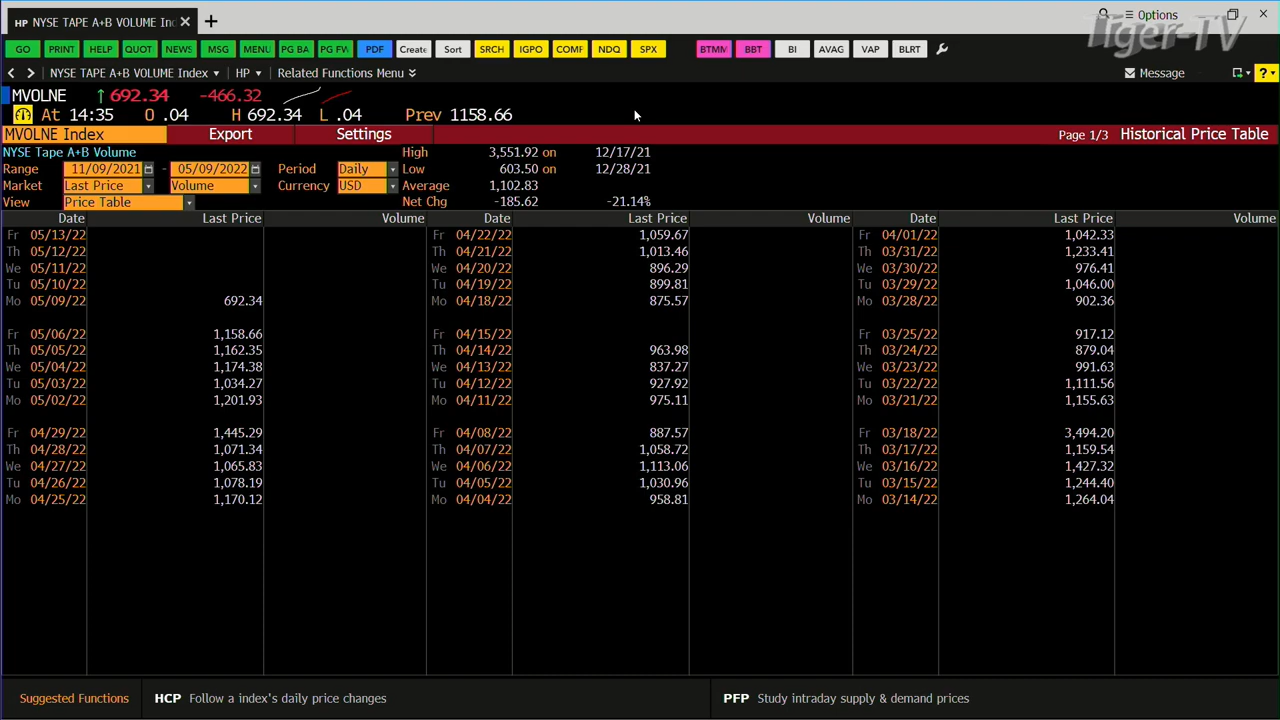 HP NYSE TAPE A+B VOLUME Ind × +
Options
Tiger-TV
GO PRINT HELP QUOT NEWS MSG MENU PG BA PG FW PDF Create Sort SRCH IGPO COMF NDQ SPX BTMM BBT BI AVAG VAP BLRT
NYSE TAPE A+B VOLUME Index HP Related Functions Menu Message ?
MVOLNE ↑ 692.34 -466.32
At 14:35 O .04 H 692.34 L .04 Prev 1158.66
MVOLNE Index Export Settings Page 1/3 Historical Price Table
NYSE Tape A+B Volume High 3,551.92 on 12/17/21
Range 11/09/2021 - 05/09/2022 Period Daily Low 603.50 on 12/28/21
Market Last Price Volume Currency USD Average 1,102.83
View Price Table Net Chg -185.62 -21.14%
Date Last Price Volume Date Last Price Volume Date Last Price Volume
Fr 05/13/22 Fr 04/22/22 1,059.67 Fr 04/01/22 1,042.33
Th 05/12/22 Th 04/21/22 1,013.46 Th 03/31/22 1,233.41
We 05/11/22 We 04/20/22 896.29 We 03/30/22 976.41
Tu 05/10/22 Tu 04/19/22 899.81 Tu 03/29/22 1,046.00
Mo 05/09/22 692.34 Mo 04/18/22 875.57 Mo 03/28/22 902.36
Fr 05/06/22 1,158.66 Fr 04/15/22 Fr 03/25/22 917.12
Th 05/05/22 1,162.35 Th 04/14/22 963.98 Th 03/24/22 879.04
We 05/04/22 1,174.38 We 04/13/22 837.27 We 03/23/22 991.63
Tu 05/03/22 1,034.27 Tu 04/12/22 927.92 Tu 03/22/22 1,111.56
Mo 05/02/22 1,201.93 Mo 04/11/22 975.11 Mo 03/21/22 1,155.63
Fr 04/29/22 1,445.29 Fr 04/08/22 887.57 Fr 03/18/22 3,494.20
Th 04/28/22 1,071.34 Th 04/07/22 1,058.72 Th 03/17/22 1,159.54
We 04/27/22 1,065.83 We 04/06/22 1,113.06 We 03/16/22 1,427.32
Tu 04/26/22 1,078.19 Tu 04/05/22 1,030.96 Tu 03/15/22 1,244.40
Mo 04/25/22 1,170.12 Mo 04/04/22 958.81 Mo 03/14/22 1,264.04
Suggested Functions HCP Follow a index's daily price changes PFP Study intraday supply & demand prices